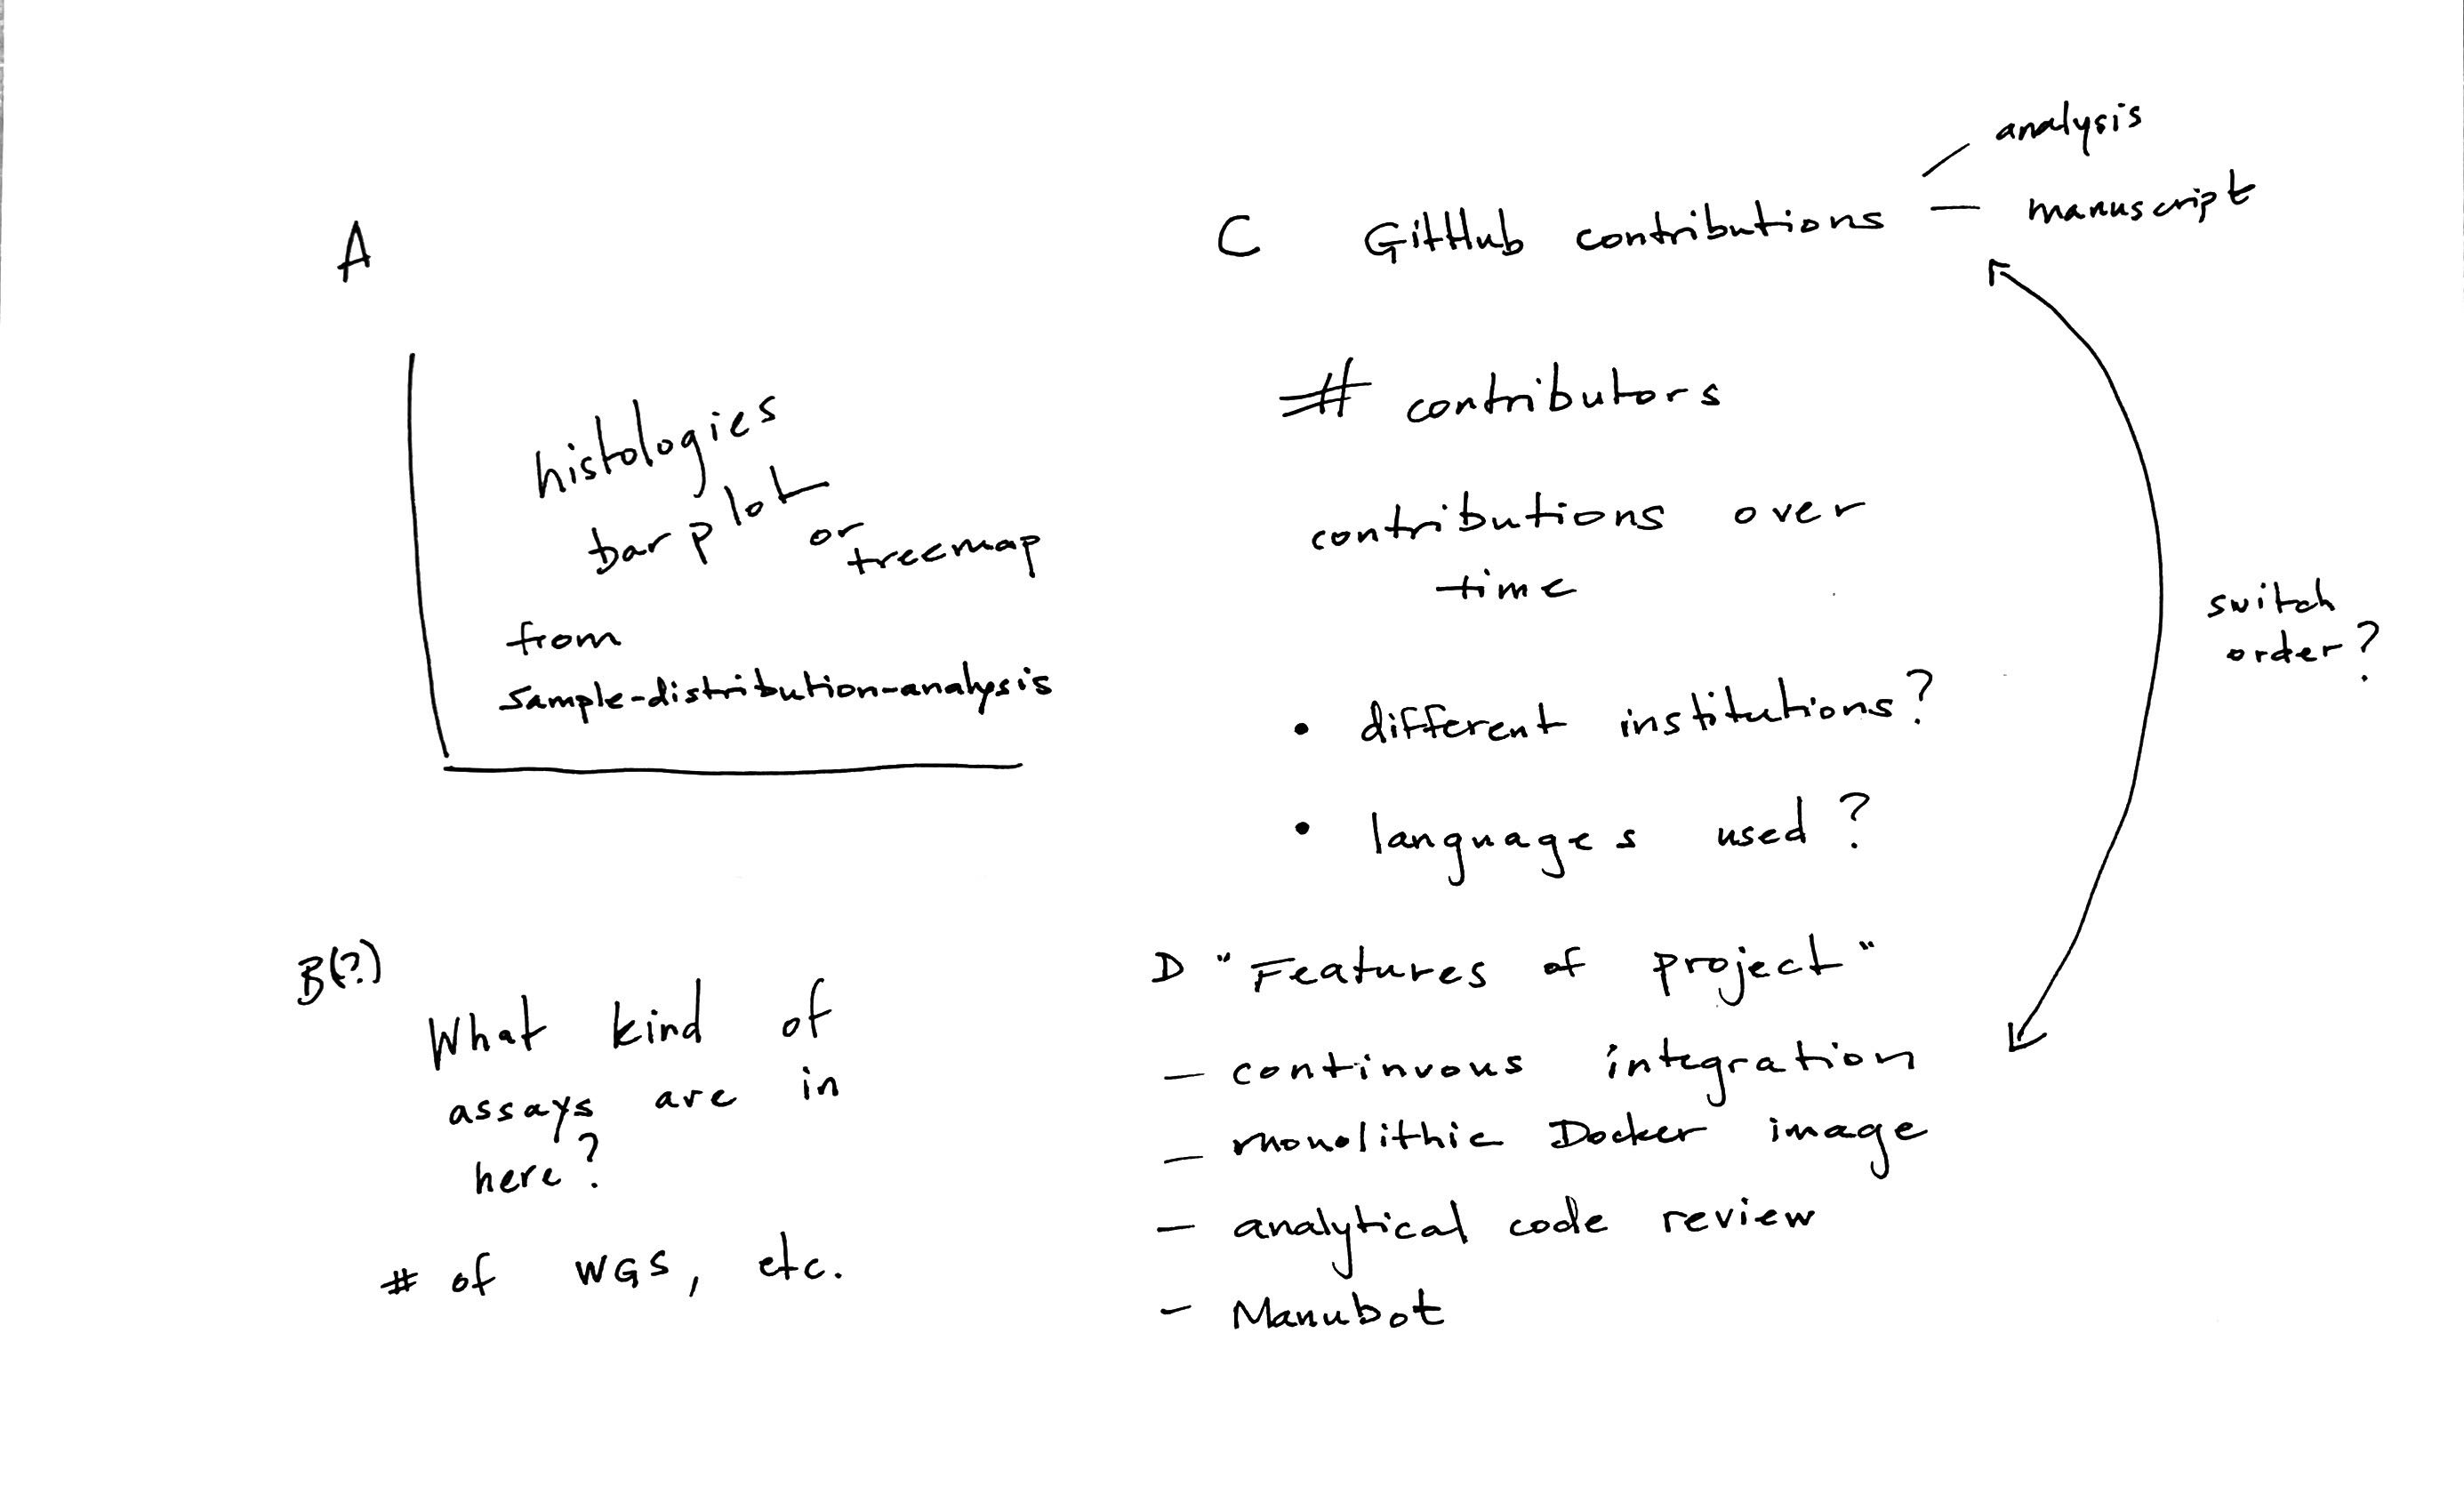 A
histologies
bar plot
or
treemap
from
sample-distribution-analysis
B(?)
What kind of
assays are in
here?
# of WGS, etc.
C GitHub contributions
— analysis
— manuscript
# contributors
contributions over
time
• different institutions?
• languages used?
switch
order?
D "Features of project"
— continuous integration
— monolithic Docker image
— analytical code review
— Manubot